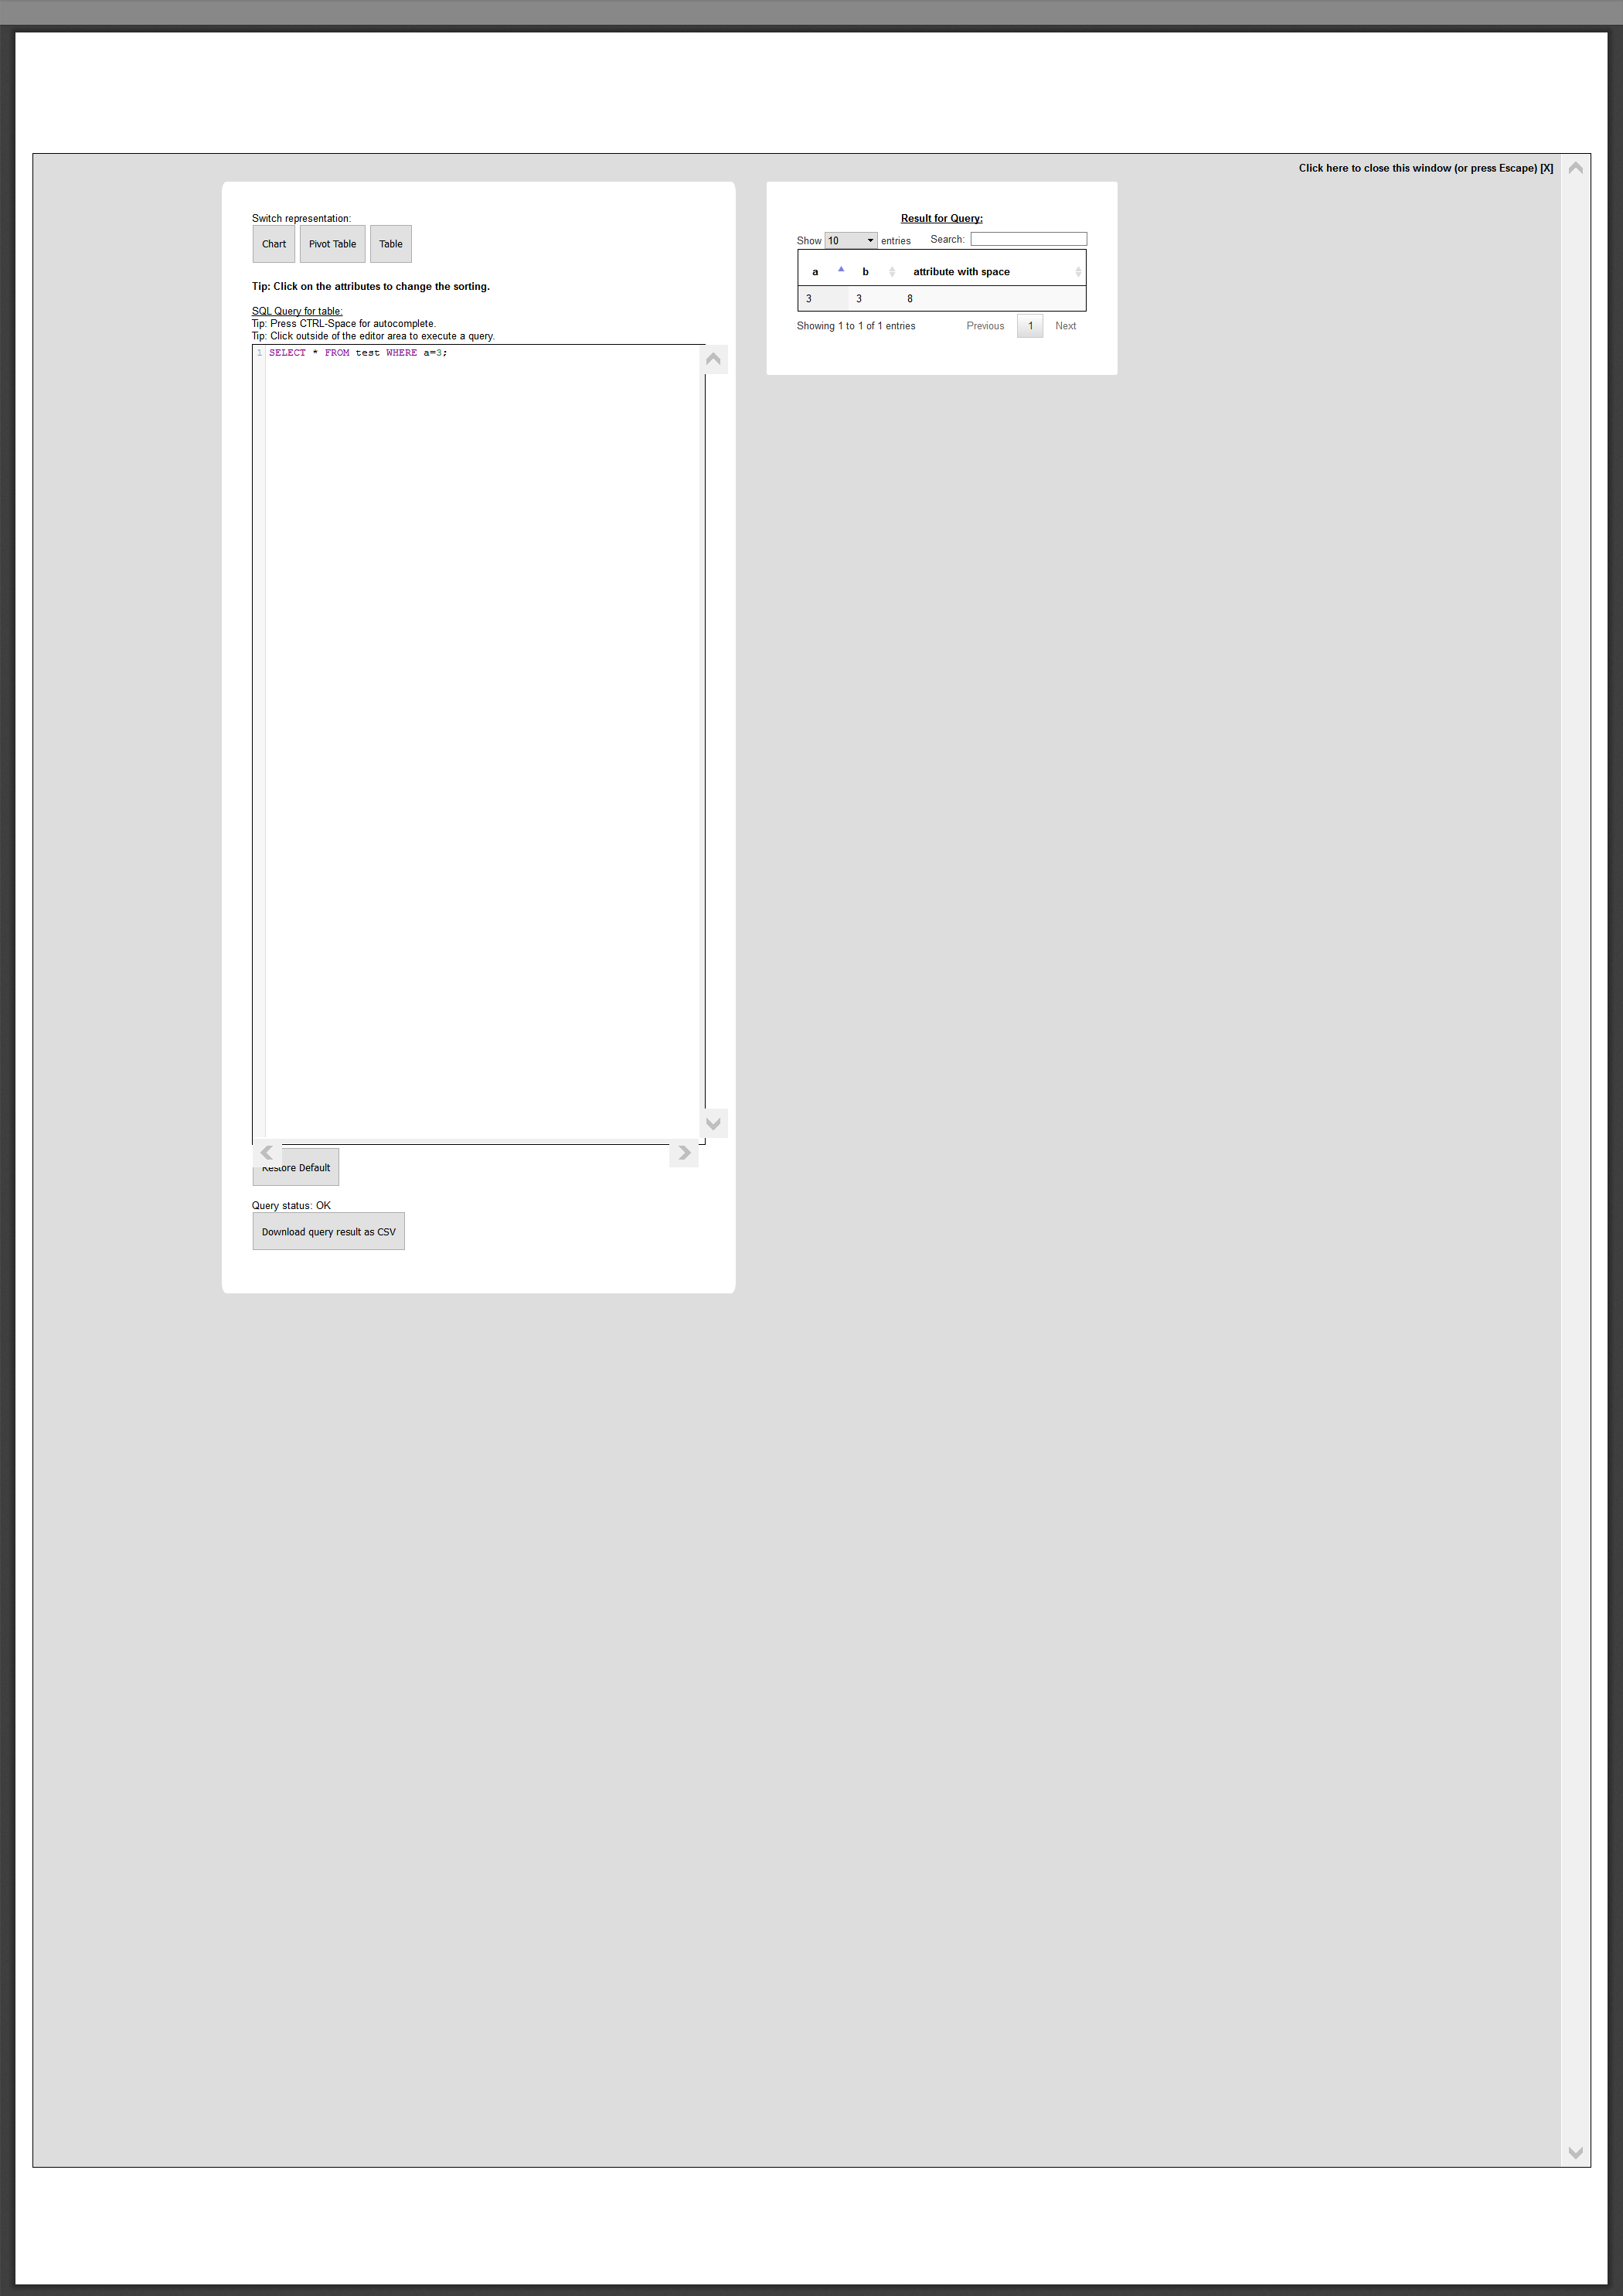 Click here to close this window (or press Escape) [X]
Switch representation:
Chart Pivot Table Table
Tip: Click on the attributes to change the sorting.
SQL Query for table:
Tip: Press CTRL-Space for autocomplete.
Tip: Click outside of the editor area to execute a query.
1 SELECT * FROM test WHERE a=3;
Restore Default
Query status: OK
Download query result as CSV
Result for Query:
Show 10 entries Search:
a b attribute with space
3 3 8
Showing 1 to 1 of 1 entries Previous 1 Next